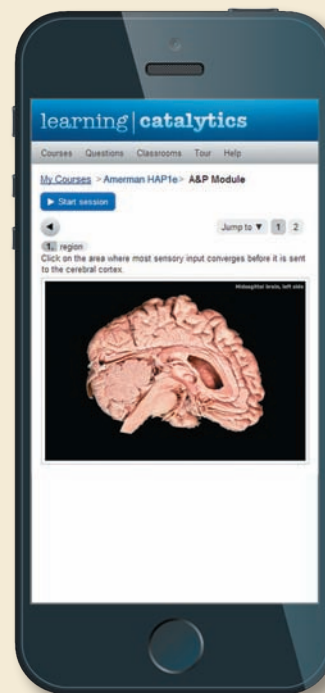 learning | catalytics
Courses Questions Classrooms Tour Help
My Courses > Amerman HAP1e> A&P Module
▶ Start session
◀ Jump to ▼ 1 2
1. region
Click on the area where most sensory input converges before it is sent
to the cerebral cortex.
Midsagittal brain, left side